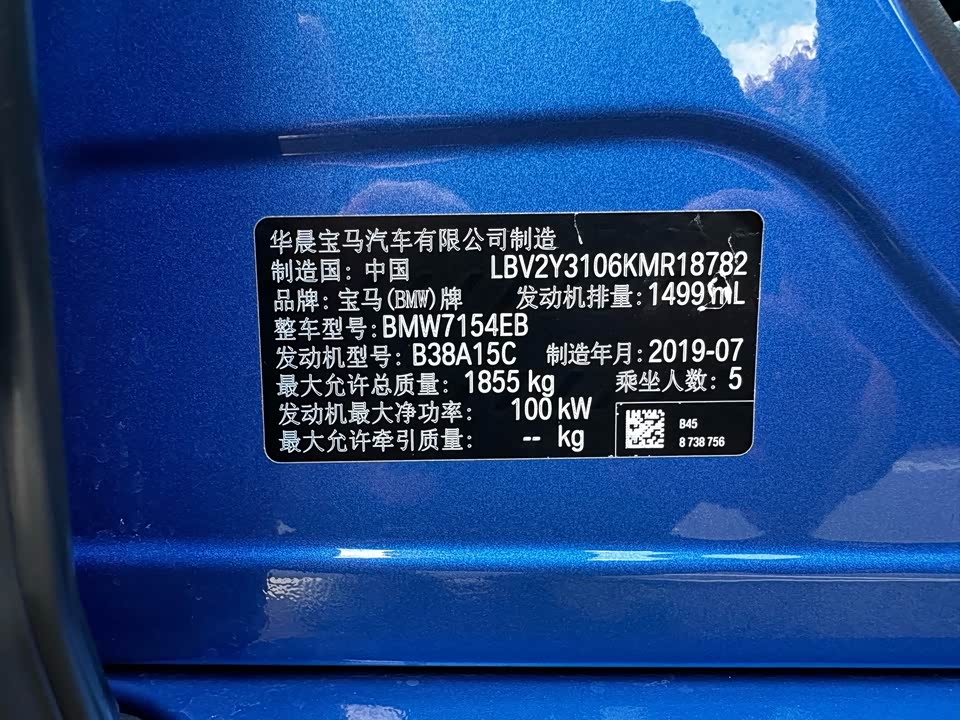 华晨宝马汽车有限公司制造
制造国: 中国 LBV2Y3106KMR18782
品牌: 宝马(BMW)牌 发动机排量: 1499mL
整车型号: BMW7154EB
发动机型号: B38A15C 制造年月: 2019-07
最大允许总质量: 1855 kg 乘坐人数: 5
发动机最大净功率: 100 kW
最大允许牵引质量: -- kg
B45
8 738 756